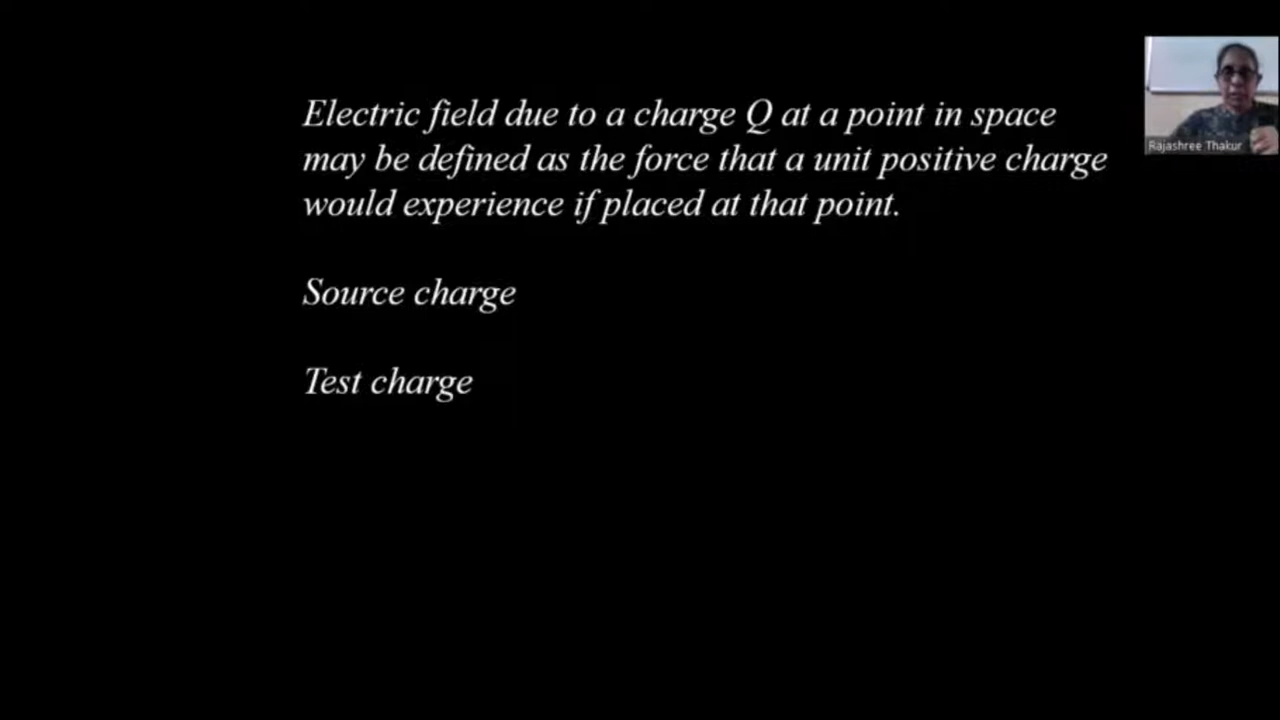 Electric field due to a charge Q at a point in space
may be defined as the force that a unit positive charge
would experience if placed at that point.
Source charge
Test charge
Rajashree Thakur